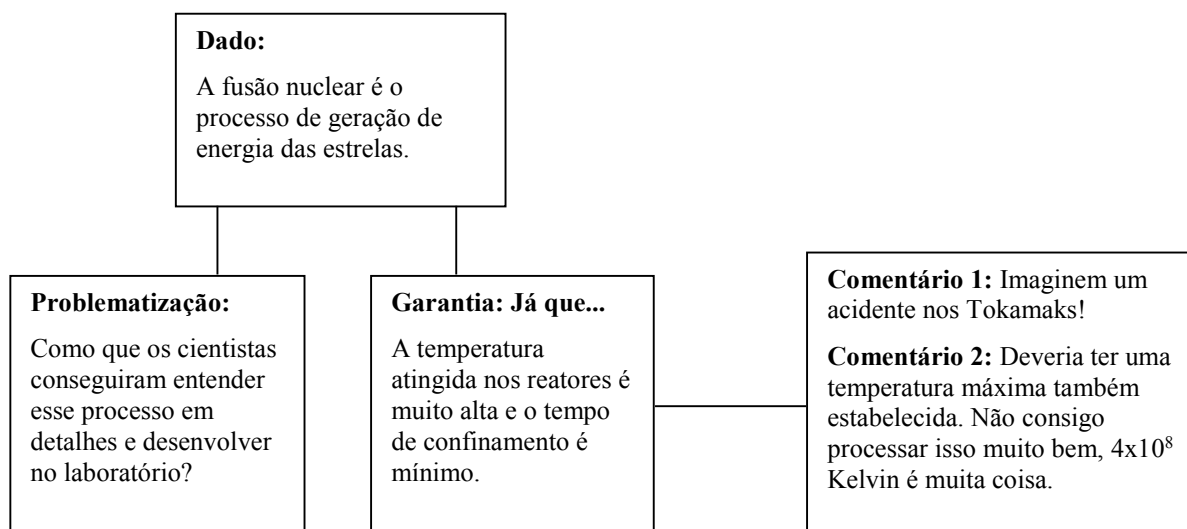 Dado:
A fusão nuclear é o
processo de geração de
energia das estrelas.
Problematização:
Como que os cientistas
conseguiram entender
esse processo em
detalhes e desenvolver
no laboratório?
Garantia: Já que...
A temperatura
atingida nos reatores é
muito alta e o tempo
de confinamento é
mínimo.
Comentário 1: Imaginem um
acidente nos Tokamaks!
Comentário 2: Deveria ter uma
temperatura máxima também
estabelecida. Não consigo
processar isso muito bem, 4x10⁸
Kelvin é muita coisa.